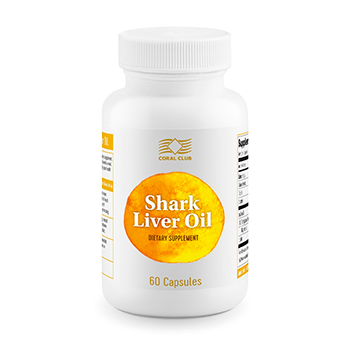 CORAL CLUB
Shark
Liver Oil
DIETARY SUPPLEMENT
60 Capsules